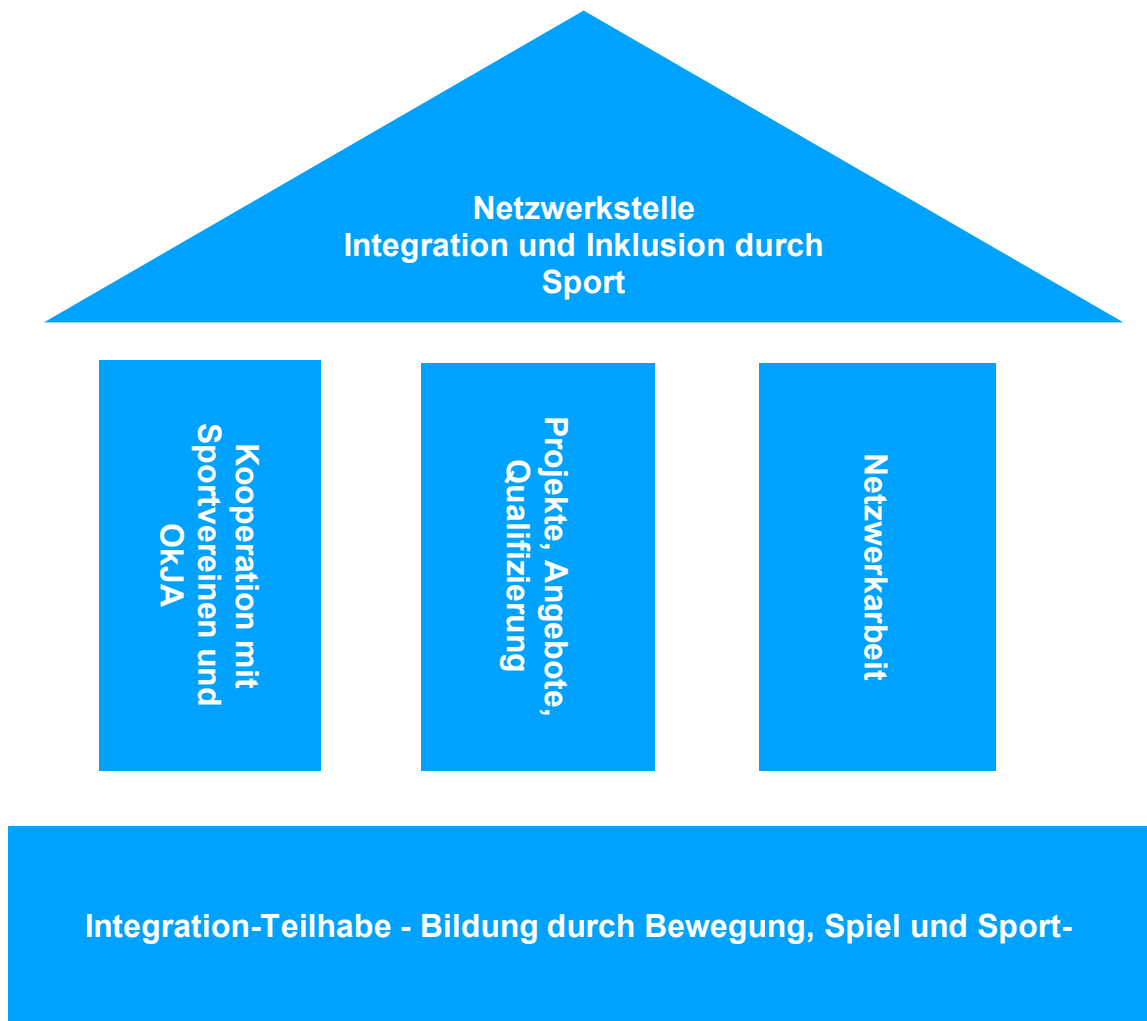 Netzwerkstelle
Integration und Inklusion durch
Sport
Kooperation mit
Sportvereinen und
OkJA
Projekte, Angebote,
Qualifizierung
Netzwerkarbeit
Integration-Teilhabe - Bildung durch Bewegung, Spiel und Sport-